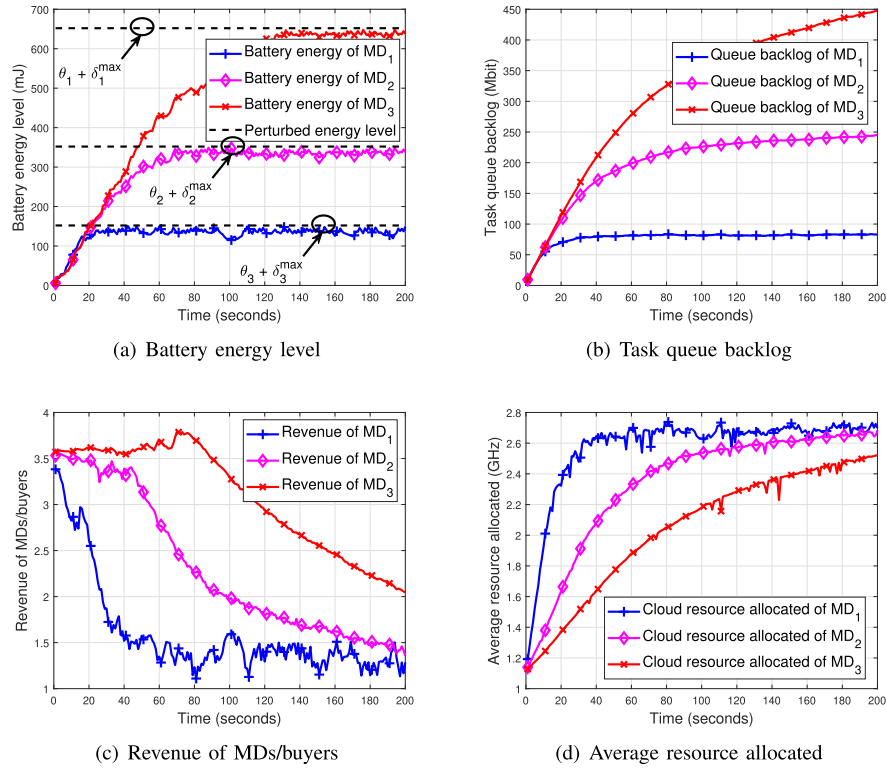 700
600
500
400
300
200
100
0
Battery energy level (mJ)
θ₁ + δ₁ᵐᵃˣ
Battery energy of MD₁
Battery energy of MD₂
Battery energy of MD₃
Perturbed energy level
θ₂ + δ₂ᵐᵃˣ
θ₃ + δ₃ᵐᵃˣ
0 20 40 60 80 100 120 140 160 180 200
Time (seconds)
(a) Battery energy level
450
400
350
300
250
200
150
100
50
0
Task queue backlog (Mbit)
Queue backlog of MD₁
Queue backlog of MD₂
Queue backlog of MD₃
0 20 40 60 80 100 120 140 160 180 200
Time (seconds)
(b) Task queue backlog
4
3.5
3
2.5
2
1.5
1
Revenue of MDs/buyers
Revenue of MD₁
Revenue of MD₂
Revenue of MD₃
0 20 40 60 80 100 120 140 160 180 200
Time (seconds)
(c) Revenue of MDs/buyers
2.8
2.6
2.4
2.2
2
1.8
1.6
1.4
1.2
1
Average resource allocated (GHz)
Cloud resource allocated of MD₁
Cloud resource allocated of MD₂
Cloud resource allocated of MD₃
0 20 40 60 80 100 120 140 160 180 200
Time (seconds)
(d) Average resource allocated